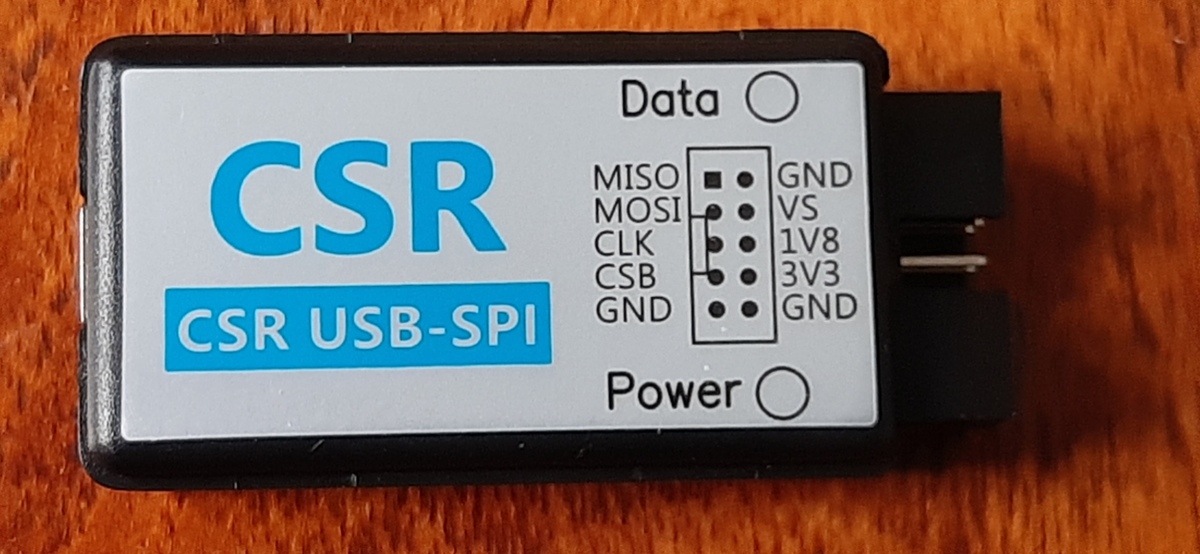 CSR
CSR USB-SPI
Data
MISO GND
MOSI VS
CLK 1V8
CSB 3V3
GND GND
Power